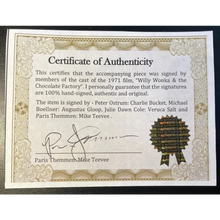 Certificate of Authenticity
This certifies that the accompanying piece was signed by
members of the cast of the 1971 film, "Willy Wonka &
the Chocolate Factory". I personally guarantee that the signatures
are 100% hand-signed, authentic and original.
The item is signed by - Peter Ostrum: Charlie Bucket, Michael
Boellner: Augustus Gloop, Julie Dawn Cole: Veruca Salt and
Paris Themmen: Mike Teevee
Paris Themmen: Mike Teevee